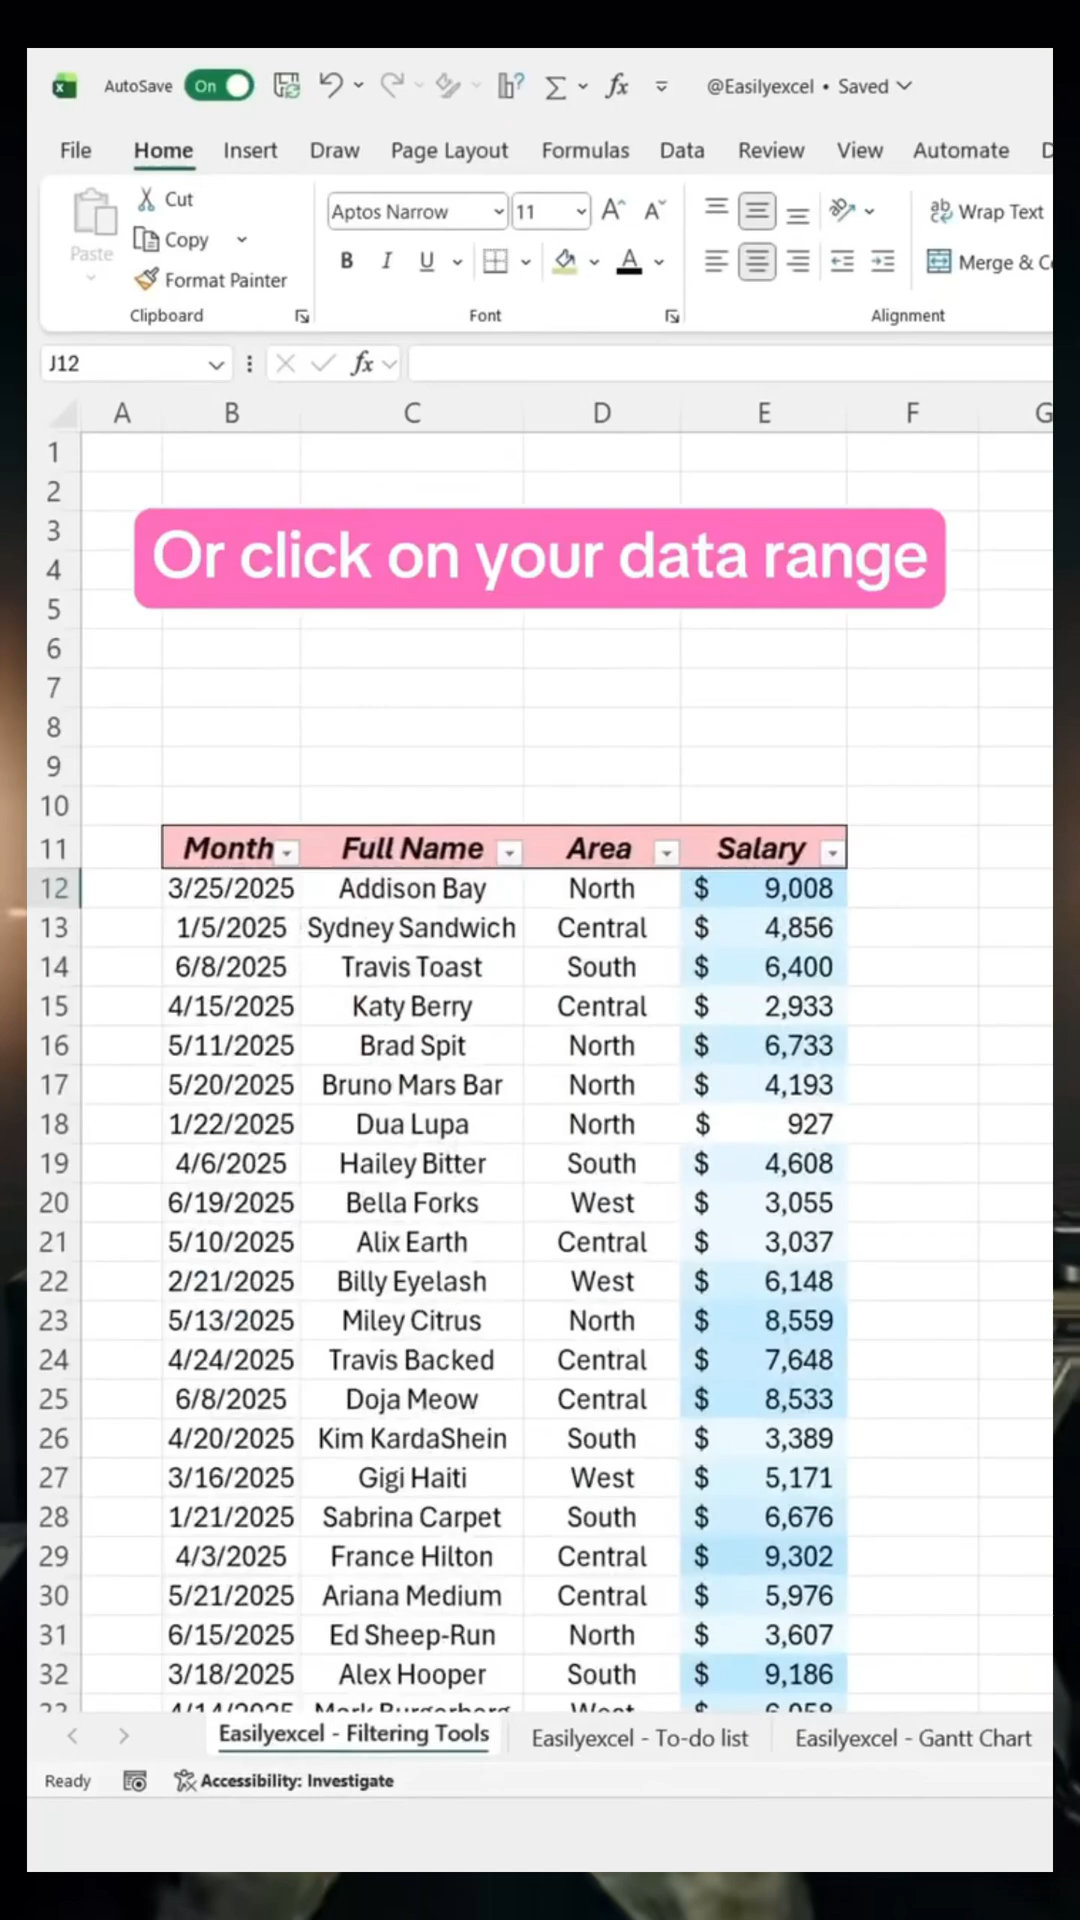 AutoSave On @Easilyexcel • Saved
File Home Insert Draw Page Layout Formulas Data Review View Automate
Paste Cut Aptos Narrow 11 Wrap Text
Copy B I U A Merge &
Format Painter
Clipboard Font Alignment
J12 fx
A B C D E F G
1
2
3
Or click on your data range
4
5
6
7
8
9
10
11 Month Full Name Area Salary
12 3/25/2025 Addison Bay North $ 9,008
13 1/5/2025 Sydney Sandwich Central $ 4,856
14 6/8/2025 Travis Toast South $ 6,400
15 4/15/2025 Katy Berry Central $ 2,933
16 5/11/2025 Brad Spit North $ 6,733
17 5/20/2025 Bruno Mars Bar North $ 4,193
18 1/22/2025 Dua Lupa North $ 927
19 4/6/2025 Hailey Bitter South $ 4,608
20 6/19/2025 Bella Forks West $ 3,055
21 5/10/2025 Alix Earth Central $ 3,037
22 2/21/2025 Billy Eyelash West $ 6,148
23 5/13/2025 Miley Citrus North $ 8,559
24 4/24/2025 Travis Backed Central $ 7,648
25 6/8/2025 Doja Meow Central $ 8,533
26 4/20/2025 Kim KardaShein South $ 3,389
27 3/16/2025 Gigi Haiti West $ 5,171
28 1/21/2025 Sabrina Carpet South $ 6,676
29 4/3/2025 France Hilton Central $ 9,302
30 5/21/2025 Ariana Medium Central $ 5,976
31 6/15/2025 Ed Sheep-Run North $ 3,607
32 3/18/2025 Alex Hooper South $ 9,186
Easilyexcel - Filtering Tools Easilyexcel - To-do list Easilyexcel - Gantt Chart
Ready Accessibility: Investigate